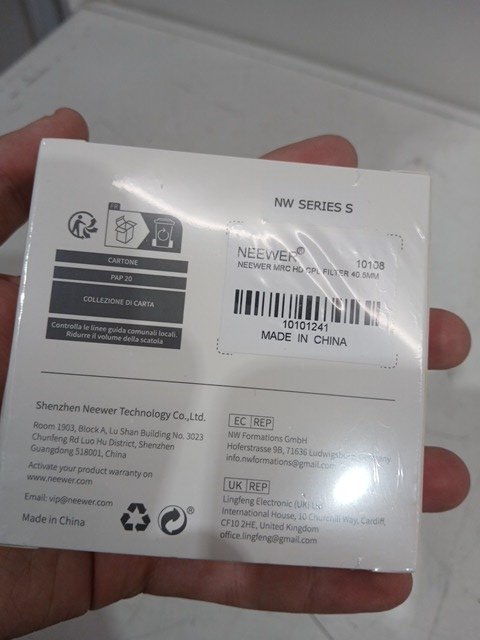 NW SERIES S
FR
NEEWER®
10108
NEEWER MRC HD CPL FILTER 40.5MM
10101241
MADE IN CHINA
CARTONE
PAP 20
COLLEZIONE DI CARTA
Controlla le linee guida comunali locali.
Ridurre il volume della scatola
Shenzhen Neewer Technology Co.,Ltd.
Room 1903, Block A, Lu Shan Building No. 3023
Chunfeng Rd Luo Hu District, Shenzhen
Guangdong 518001, China
Activate your product warranty on
www.neewer.com
Email: vip@neewer.com
Made in China
EC REP
NW Formations GmbH
Hoferstrasse 9B, 71636 Ludwigsburg, Germany
info.nwformations@gmail.com
UK REP
Lingfeng Electronic (UK) Ltd
International House, 10 Churchill Way, Cardiff,
CF10 2HE, United Kingdom
office.lingfeng@gmail.com